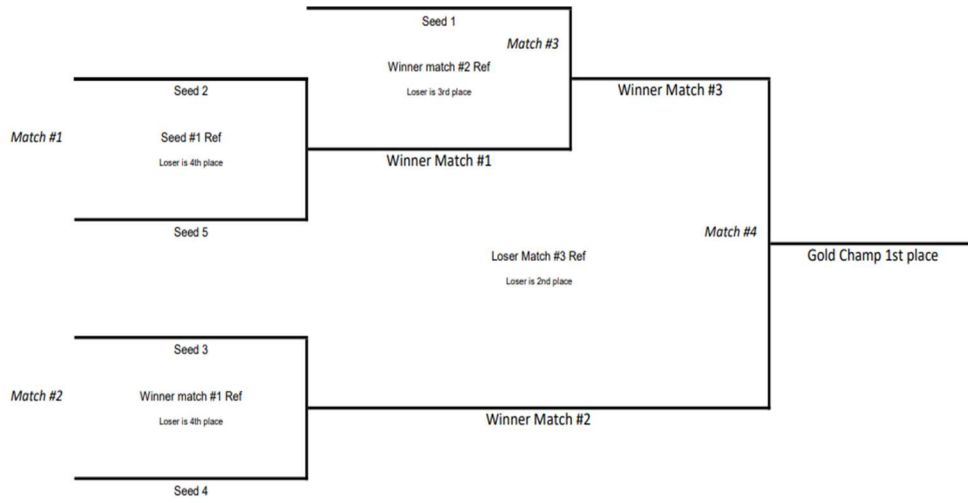 Seed 1
Match #3
Winner match #2 Ref
Loser is 3rd place
Winner Match #3
Seed 2
Match #1
Seed #1 Ref
Loser is 4th place
Winner Match #1
Seed 5
Match #4
Loser Match #3 Ref
Loser is 2nd place
Gold Champ 1st place
Seed 3
Match #2
Winner match #1 Ref
Loser is 4th place
Winner Match #2
Seed 4